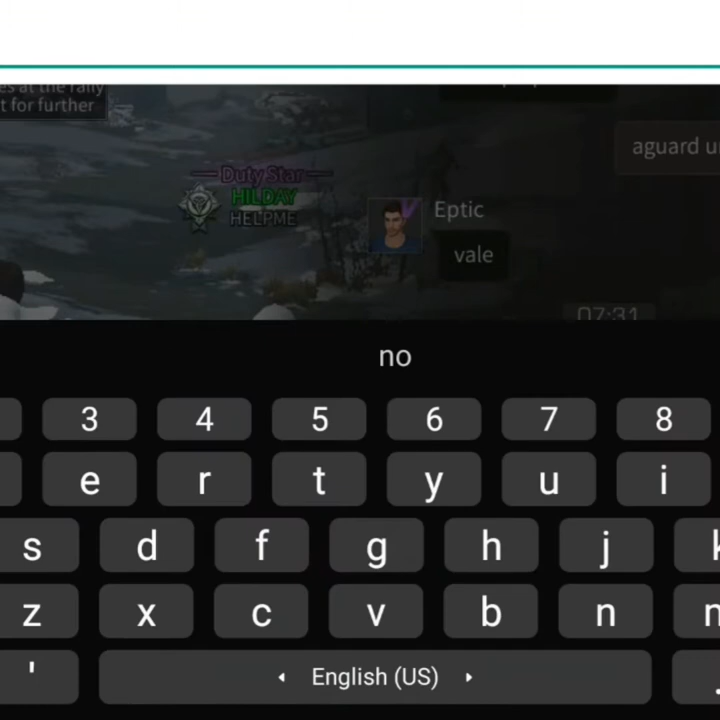 es at the rally
t for further
aguard u
Duty Star
HILDAY
HELPME
Eptic
vale
07:31
no
3 4 5 6 7 8
e r t y u i
s d f g h j k
z x c v b n m
' English (US) .